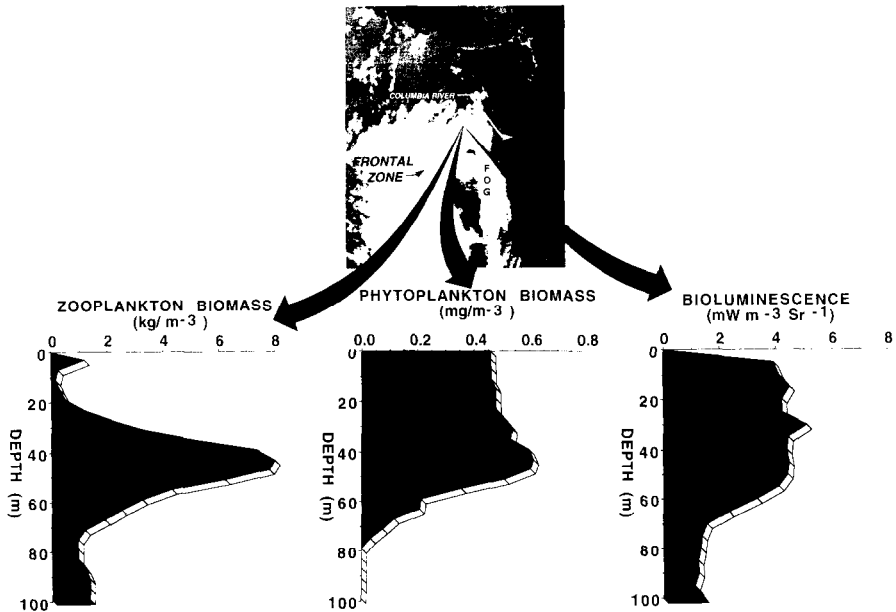 COLUMBIA RIVER
FRONTAL
ZONE
F
O
G
ZOOPLANKTON BIOMASS
(kg/ m-3 )
0 2 4 6 8
0
20
40
60
80
100
DEPTH (m)
PHYTOPLANKTON BIOMASS
(mg/m-3)
0.0 0.2 0.4 0.6 0.8
0
20
40
60
80
100
DEPTH (m)
BIOLUMINESCENCE
(mW m-3 Sr-1)
0 2 4 6 8
0
20
40
60
80
100
DEPTH (m)